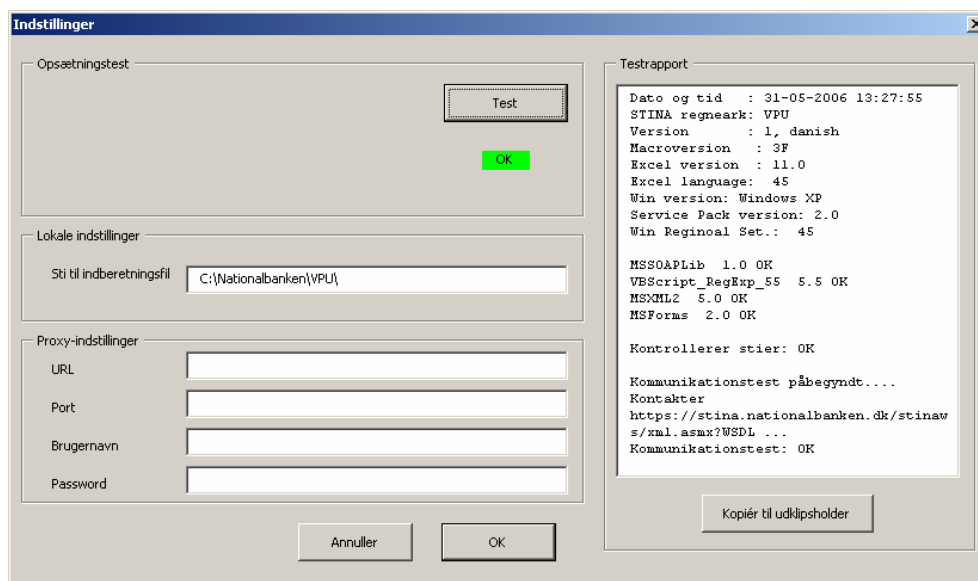 Indstillinger
Opsætningstest
Test
OK
Lokale indstillinger
Sti til indberetningsfil
C:\Nationalbanken\VPU\
Proxy-indstillinger
URL
Port
Brugernavn
Password
Annuller
OK
Testrapport
Dato og tid   : 31-05-2006 13:27:55
STINA regneark: VPU
Version       : 1, danish
Macroversion   : 3F
Excel version  : 11.0
Excel language:  45
Win version: Windows XP
Service Pack version: 2.0
Win Reginoal Set.:  45
MSSOAPLib  1.0 OK
VBScript_RegExp_55  5.5 OK
MSXML2  5.0 OK
MSForms  2.0 OK
Kontrollerer stier: OK
Kommunikationstest påbegyndt....
Kontakter
https://stina.nationalbanken.dk/stinaw
s/xml.asmx?WSDL ...
Kommunikationstest: OK
Kopiér til udklipsholder